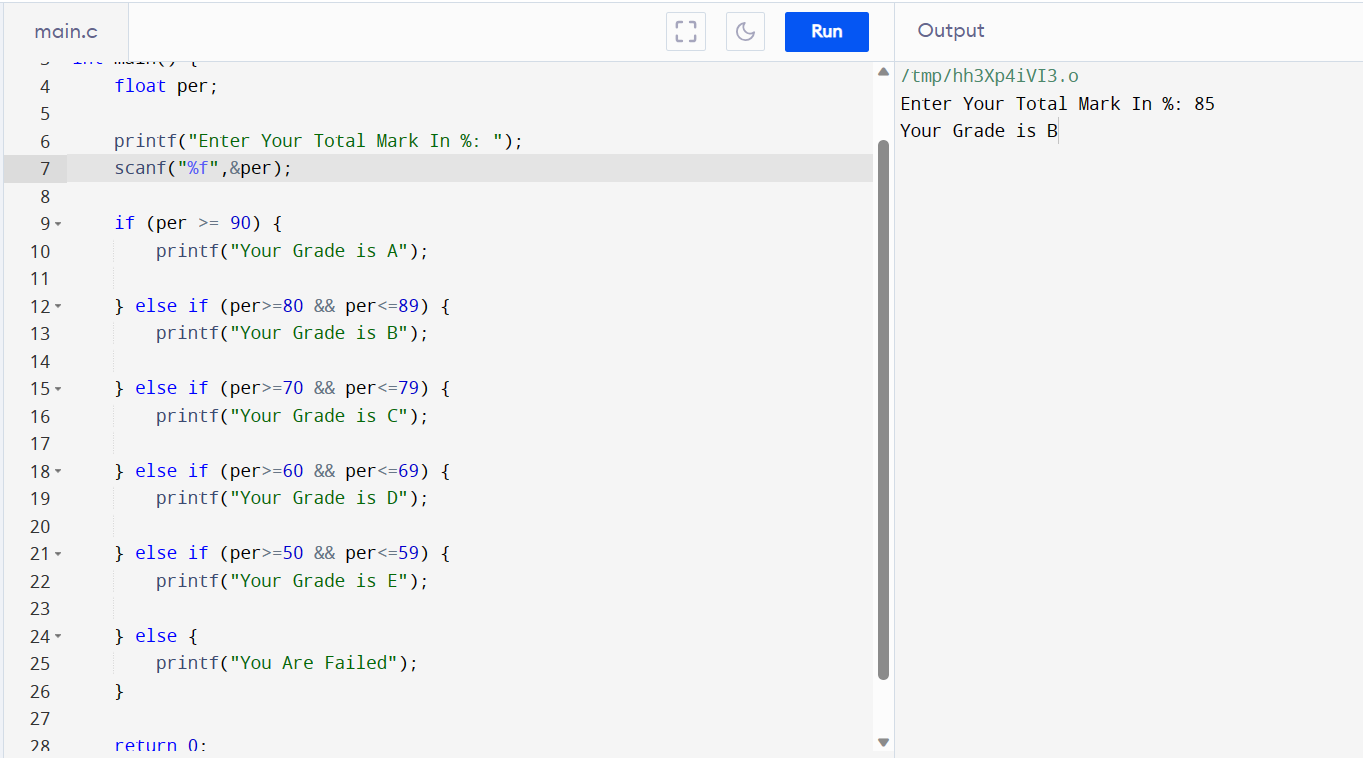 main.c
Run
Output
3 int main() {
4     float per;
5
6     printf("Enter Your Total Mark In %: ");
7     scanf("%f",&per);
8
9     if (per >= 90) {
10         printf("Your Grade is A");
11
12     } else if (per>=80 && per<=89) {
13         printf("Your Grade is B");
14
15     } else if (per>=70 && per<=79) {
16         printf("Your Grade is C");
17
18     } else if (per>=60 && per<=69) {
19         printf("Your Grade is D");
20
21     } else if (per>=50 && per<=59) {
22         printf("Your Grade is E");
23
24     } else {
25         printf("You Are Failed");
26     }
27
28     return 0;
/tmp/hh3Xp4iVI3.o
Enter Your Total Mark In %: 85
Your Grade is B